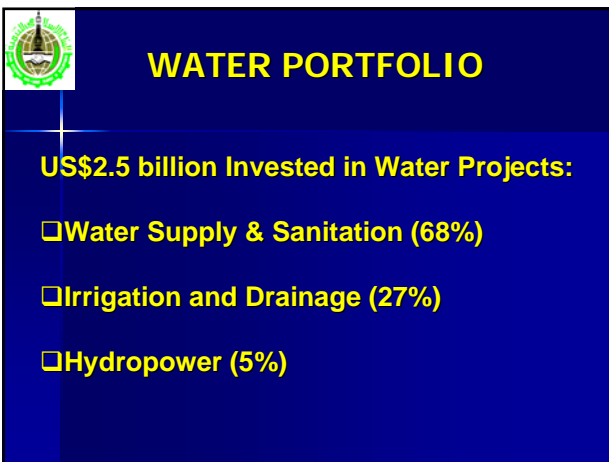 WATER PORTFOLIO
US$2.5 billion Invested in Water Projects:
❑Water Supply & Sanitation (68%)
❑Irrigation and Drainage (27%)
❑Hydropower (5%)